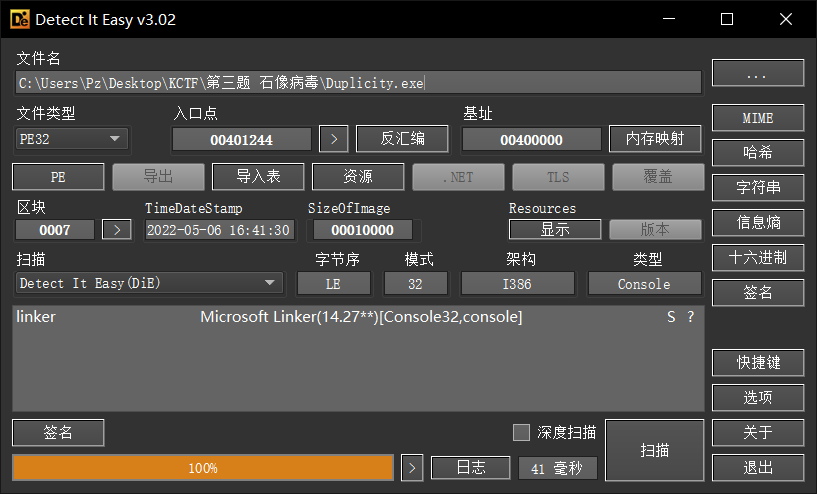 Detect It Easy v3.02
文件名
C:\Users\Pz\Desktop\KCTF\第三题 石像病毒\Duplicity.exe
...
文件类型 入口点 基址
PE32 00401244 > 反汇编 00400000 内存映射 MIME
PE 导出 导入表 资源 .NET TLS 覆盖 哈希
区块 TimeDateStamp SizeOfImage Resources 字符串
0007 > 2022-05-06 16:41:30 00010000 显示 版本 信息熵
扫描 字节序 模式 架构 类型 十六进制
Detect It Easy(DiE) LE 32 I386 Console 签名
linker Microsoft Linker(14.27**)[Console32,console] S ?
快捷键
选项
签名 深度扫描 扫描 关于
100% > 日志 41 毫秒 退出